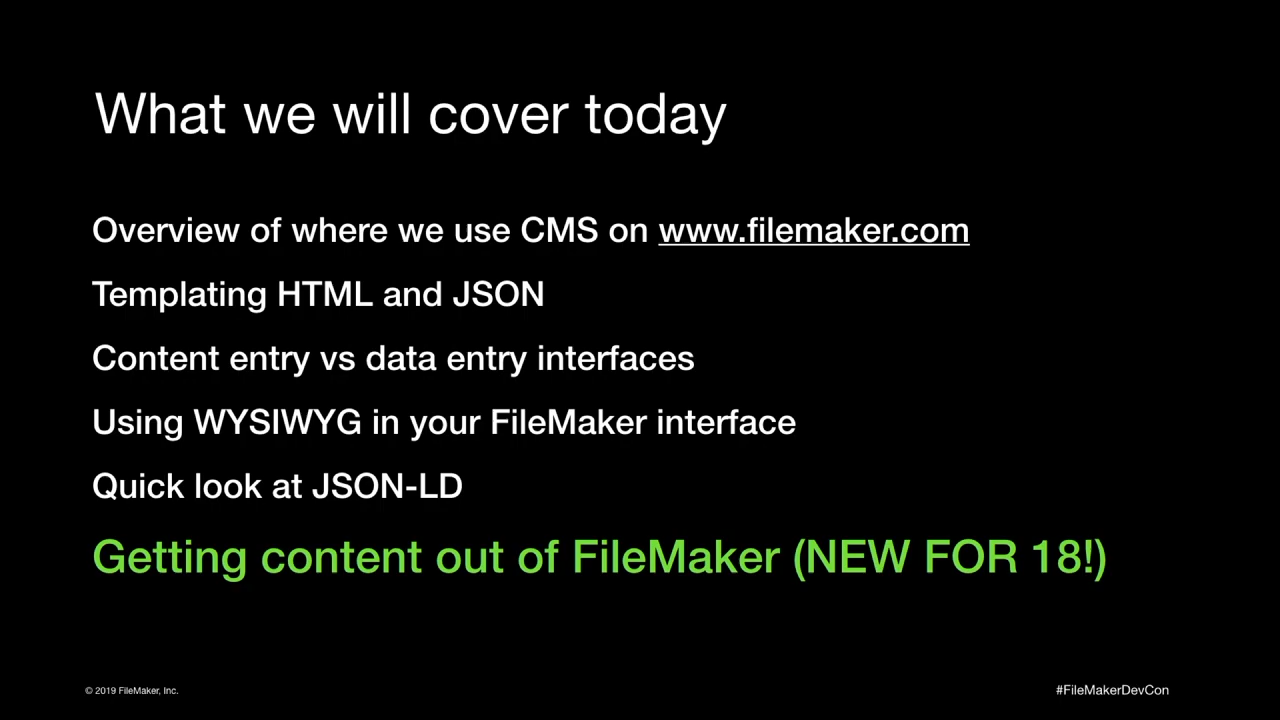 What we will cover today
Overview of where we use CMS on www.filemaker.com
Templating HTML and JSON
Content entry vs data entry interfaces
Using WYSIWYG in your FileMaker interface
Quick look at JSON-LD
Getting content out of FileMaker (NEW FOR 18!)
© 2019 FileMaker, Inc.
#FileMakerDevCon